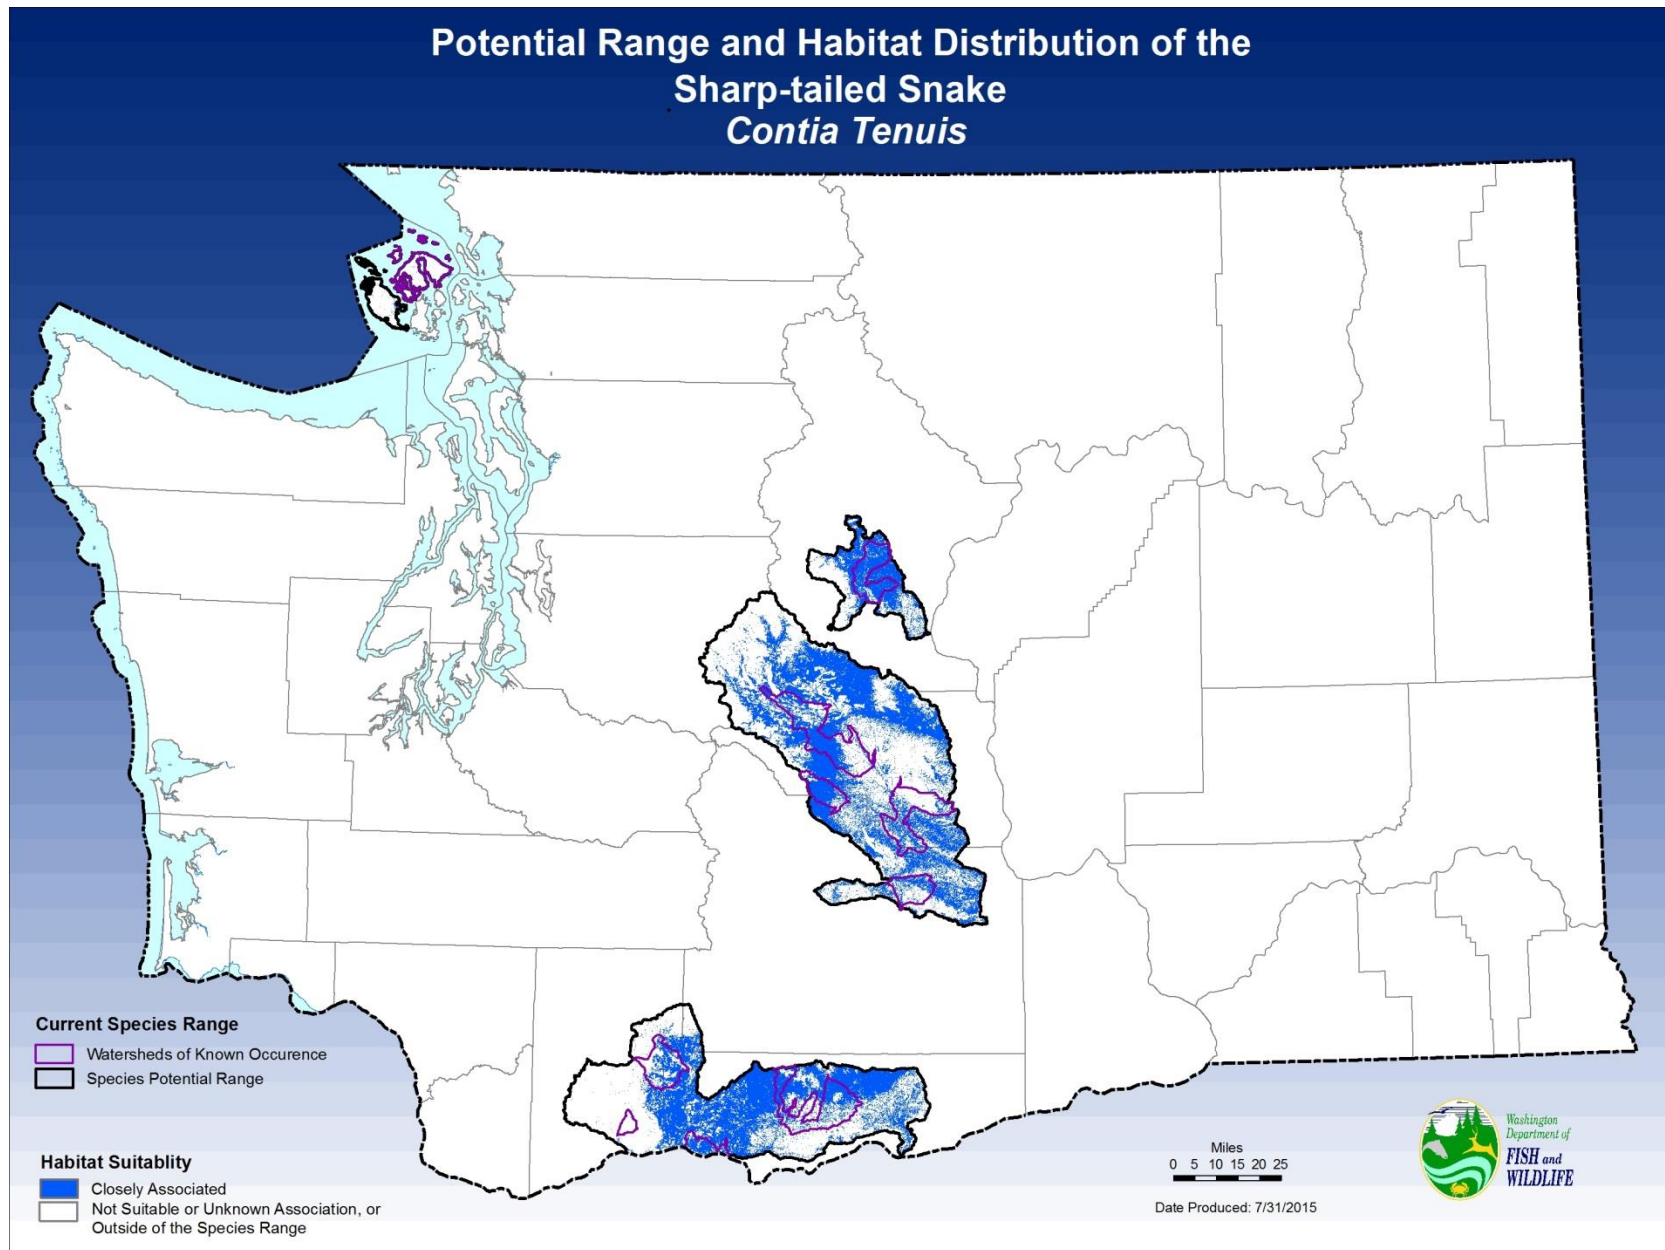 Potential Range and Habitat Distribution of the
Sharp-tailed Snake
Contia Tenuis
Current Species Range
Watersheds of Known Occurence
Species Potential Range
Habitat Suitablity
Closely Associated
Not Suitable or Unknown Association, or
Outside of the Species Range
Miles
0 5 10 15 20 25
Date Produced: 7/31/2015
Washington
Department of
FISH and
WILDLIFE